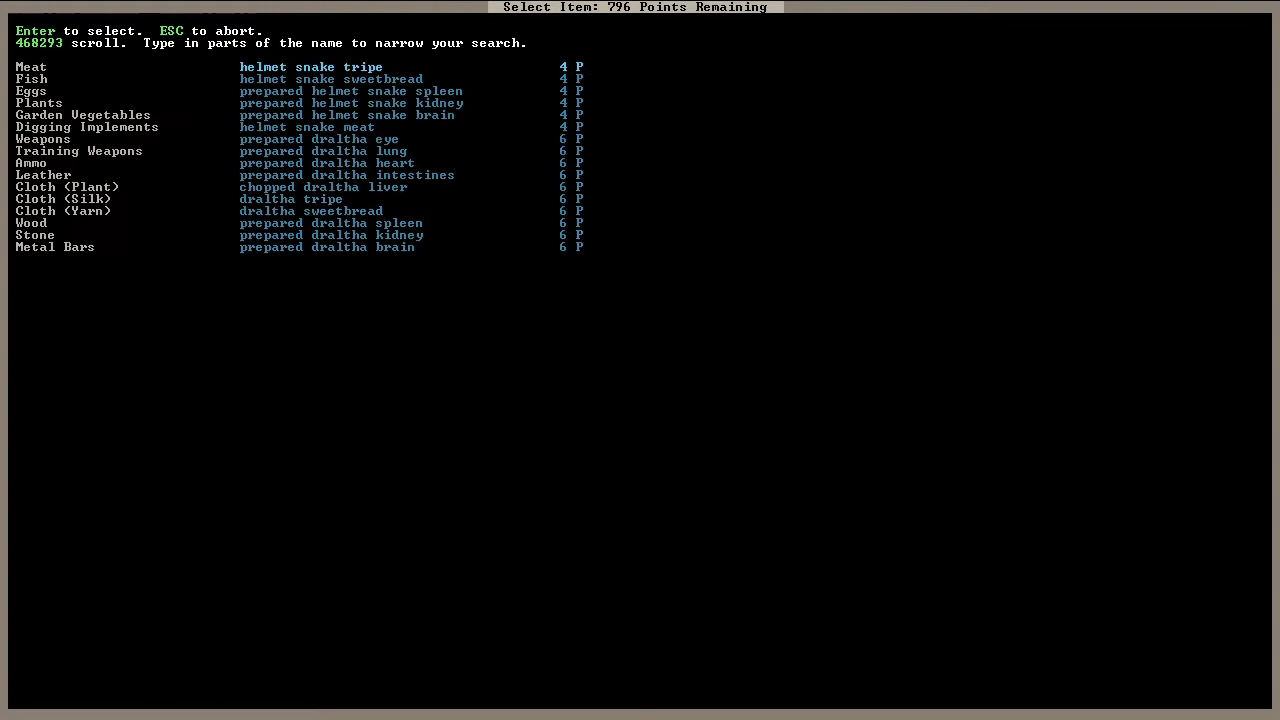 Select Item: 796 Points Remaining
Enter to select.  ESC to abort.
468293 scroll.  Type in parts of the name to narrow your search.
Meat helmet snake tripe 4 P
Fish helmet snake sweetbread 4 P
Eggs prepared helmet snake spleen 4 P
Plants prepared helmet snake kidney 4 P
Garden Vegetables prepared helmet snake brain 4 P
Digging Implements helmet snake meat 4 P
Weapons prepared draltha eye 6 P
Training Weapons prepared draltha lung 6 P
Ammo prepared draltha heart 6 P
Leather prepared draltha intestines 6 P
Cloth (Plant) chopped draltha liver 6 P
Cloth (Silk) draltha tripe 6 P
Cloth (Yarn) draltha sweetbread 6 P
Wood prepared draltha spleen 6 P
Stone prepared draltha kidney 6 P
Metal Bars prepared draltha brain 6 P